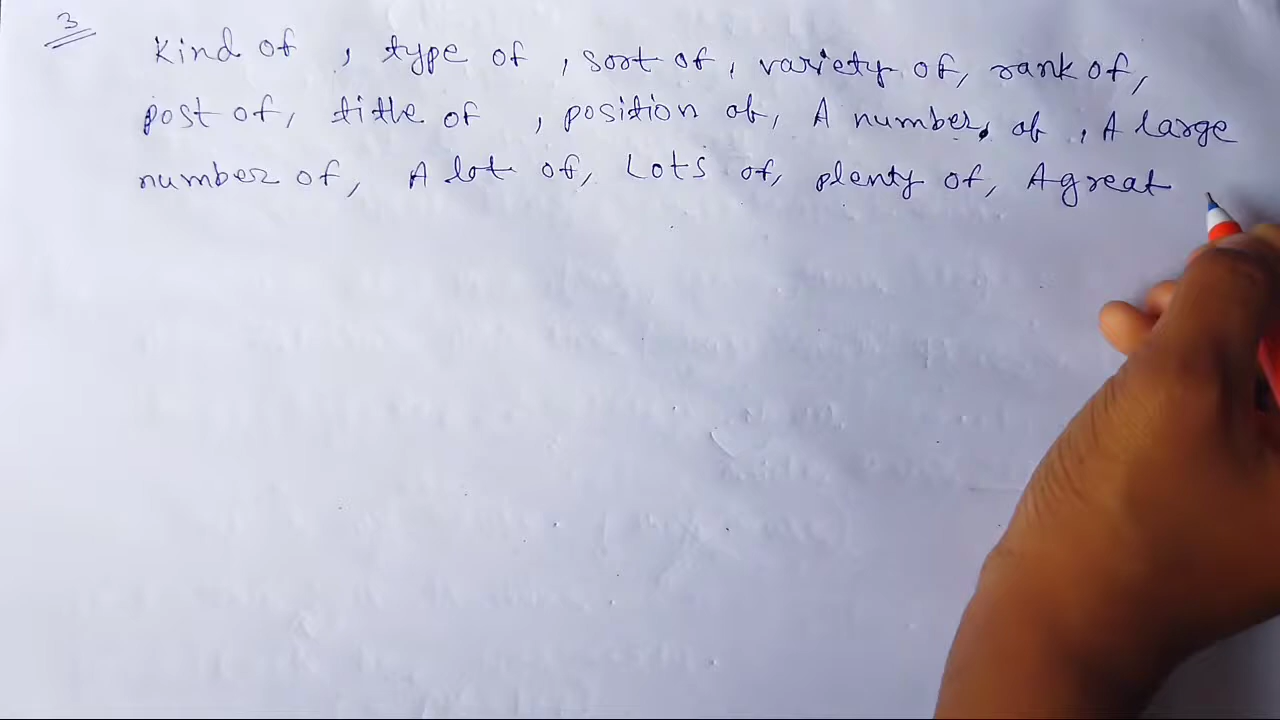 3
Kind of, type of, sort of, variety of, rank of,
post of, title of, position of, A number, of, A large
number of, A lot of, Lots of, plenty of, A great